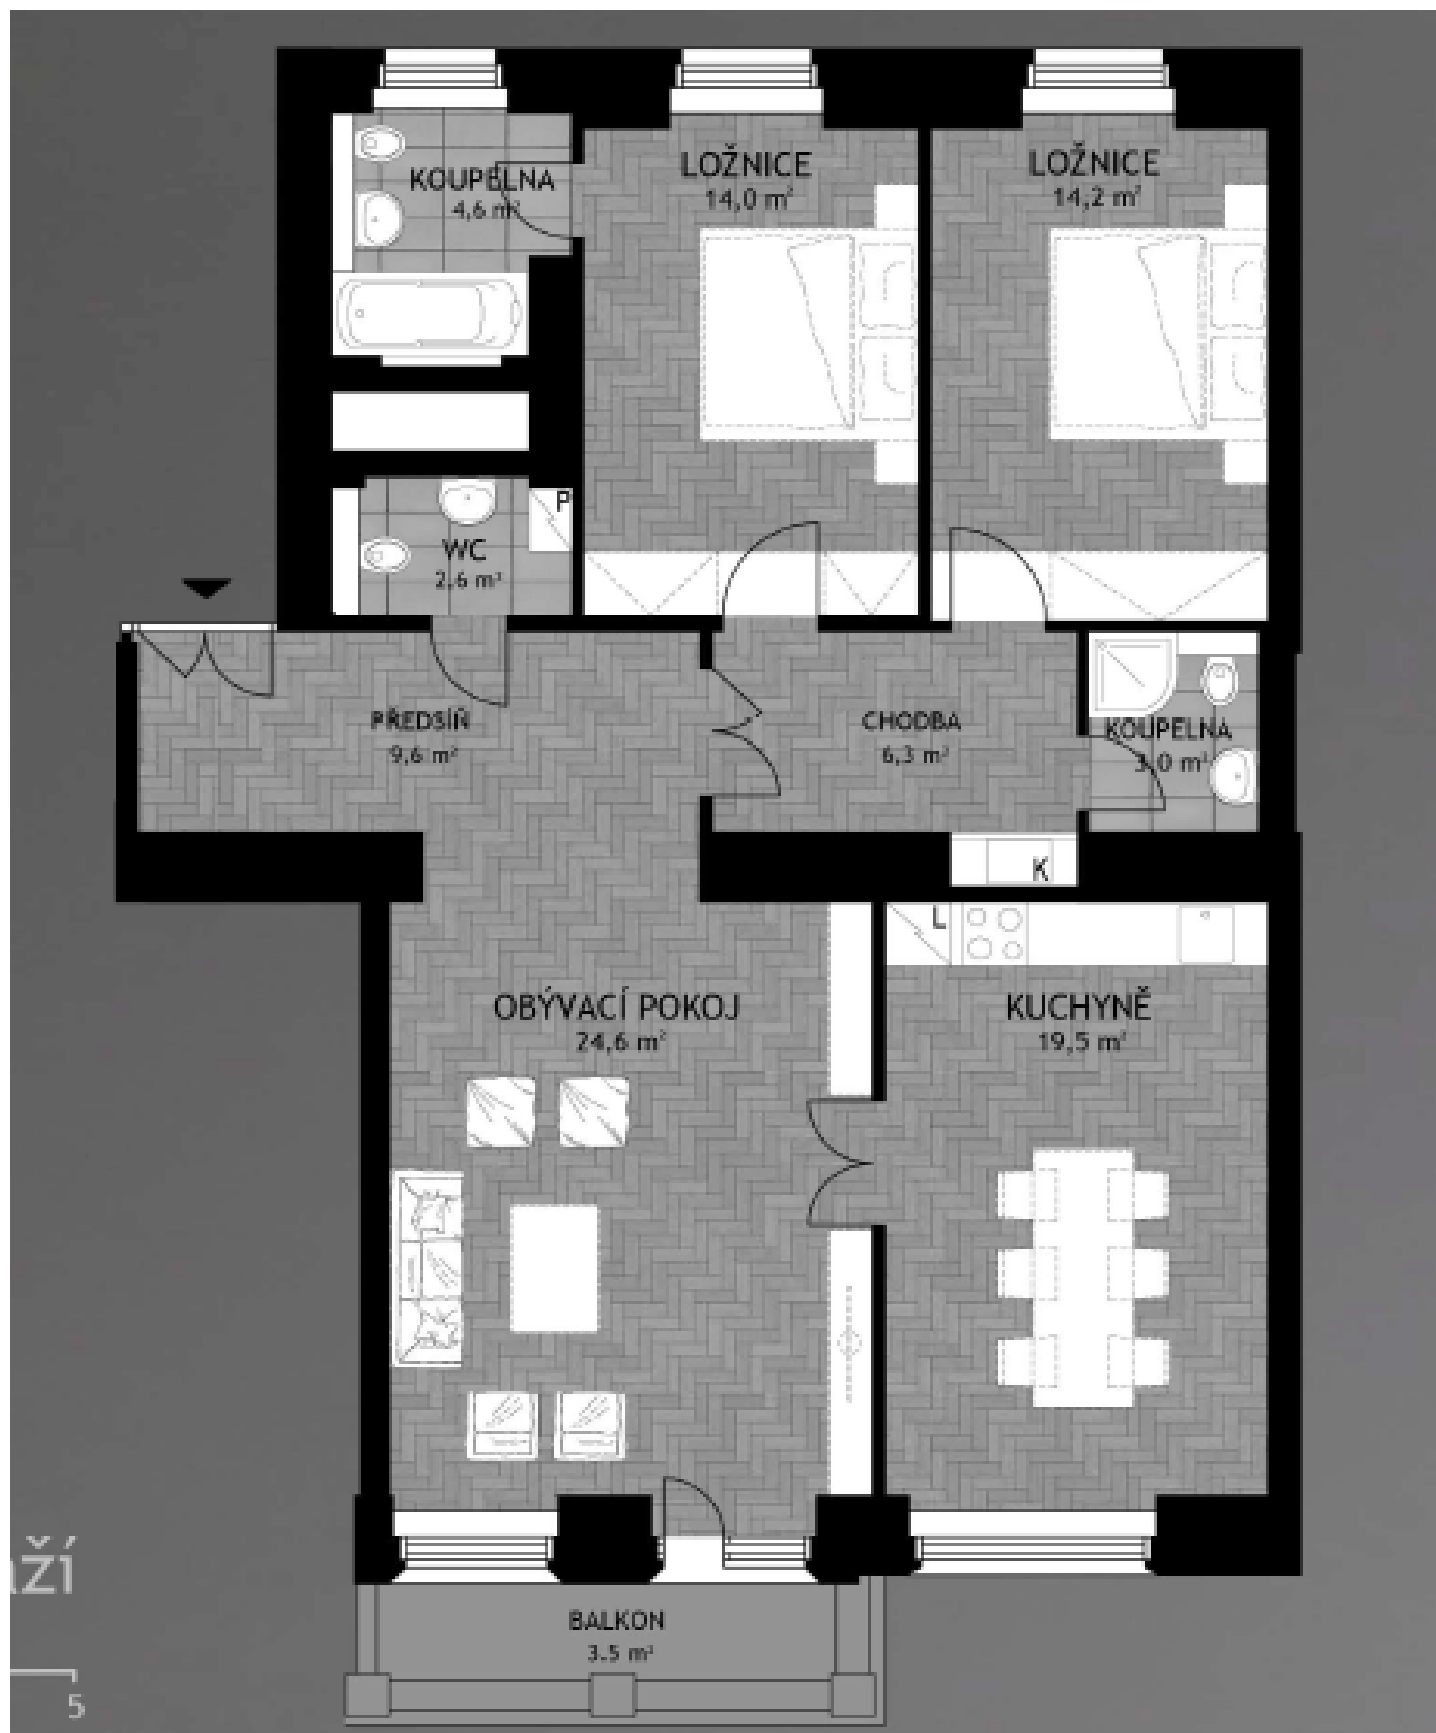 KOUPELNA
4,6 m²
LOŽNICE
14,0 m²
LOŽNICE
14,2 m²
P
WC
2,6 m²
PŘEDSÍŇ
9,6 m²
CHODBA
6,3 m²
KOUPELNA
3,0 m²
K
L
OBÝVACÍ POKOJ
24,6 m²
KUCHYNĚ
19,5 m²
aží
BALKON
3.5 m²
5